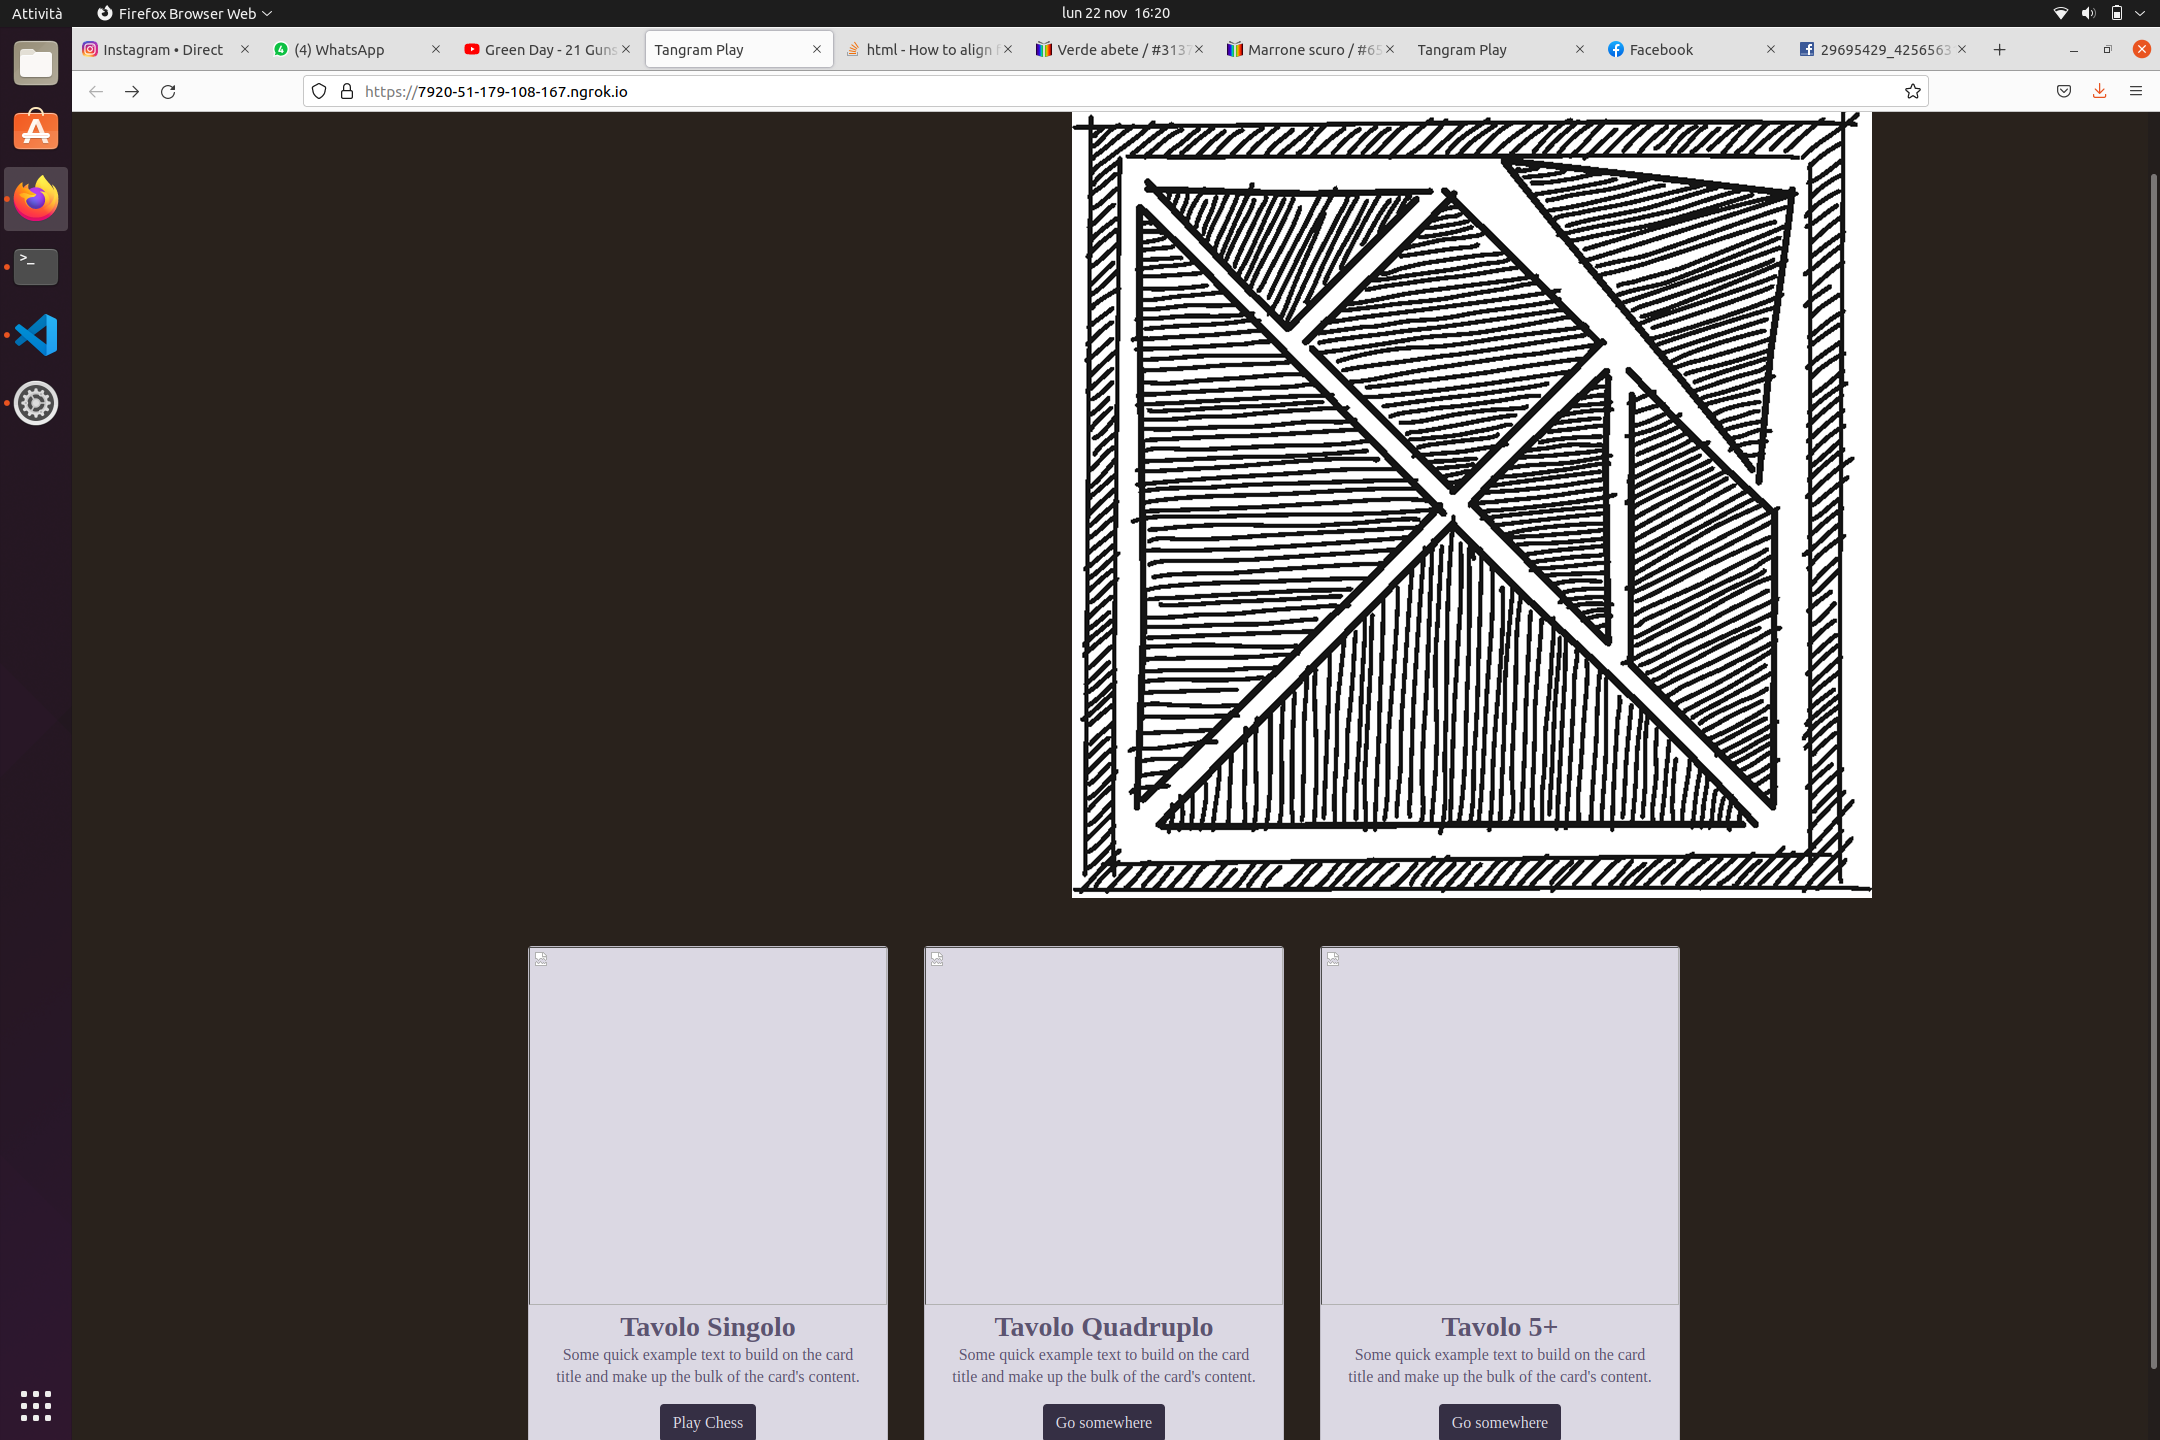 Attività
Firefox Browser Web
lun 22 nov 16:20
Instagram • Direct
(4) WhatsApp
Green Day - 21 Guns
Tangram Play
html - How to align
Verde abete / #3137
Marrone scuro / #65
Tangram Play
Facebook
29695429_4256563
https://7920-51-179-108-167.ngrok.io
Tavolo Singolo
Some quick example text to build on the card
title and make up the bulk of the card's content.
Play Chess
Tavolo Quadruplo
Some quick example text to build on the card
title and make up the bulk of the card's content.
Go somewhere
Tavolo 5+
Some quick example text to build on the card
title and make up the bulk of the card's content.
Go somewhere